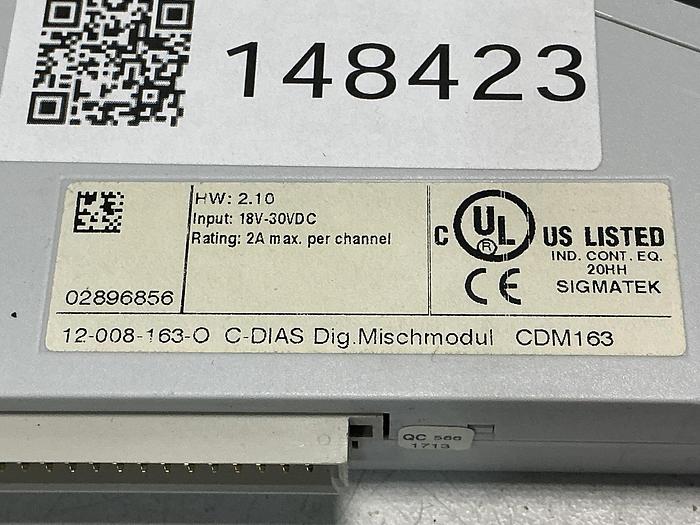 148423
HW: 2.10
Input: 18V-30VDC
Rating: 2A max. per channel
02896856
C UL® US LISTED
IND. CONT. EQ.
20HH
CE SIGMATEK
12-008-163-O C-DIAS Dig.Mischmodul CDM163
QC 566
1713